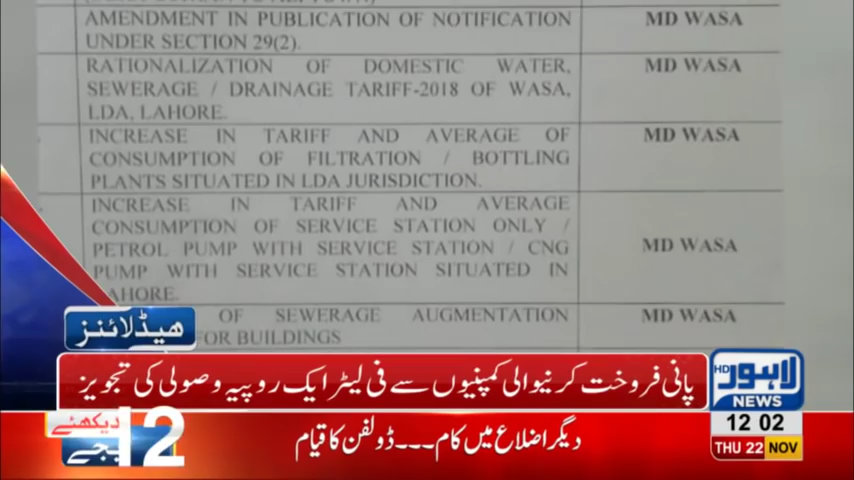 AMENDMENT IN PUBLICATION OF NOTIFICATION
UNDER SECTION 29(2).
MD WASA
RATIONALIZATION OF DOMESTIC WATER,
SEWERAGE / DRAINAGE TARIFF-2018 OF WASA,
LDA, LAHORE.
MD WASA
INCREASE IN TARIFF AND AVERAGE OF
CONSUMPTION OF FILTRATION / BOTTLING
PLANTS SITUATED IN LDA JURISDICTION.
MD WASA
INCREASE IN TARIFF AND AVERAGE
CONSUMPTION OF SERVICE STATION ONLY /
PETROL PUMP WITH SERVICE STATION / CNG
PUMP WITH SERVICE STATION SITUATED IN
LAHORE.
MD WASA
OF SEWERAGE AUGMENTATION
FOR BUILDINGS
MD WASA
ہیڈلائنز
پانی فروخت کرنیوالی کمپنیوں سے فی لیٹر ایک روپیہ وصولی کی تجویز
لاہور HD
NEWS
دیکھئے
12 بجے
دیگر اضلاع میں کام۔۔۔ڈولفن کا قیام
12 02
THU 22 NOV